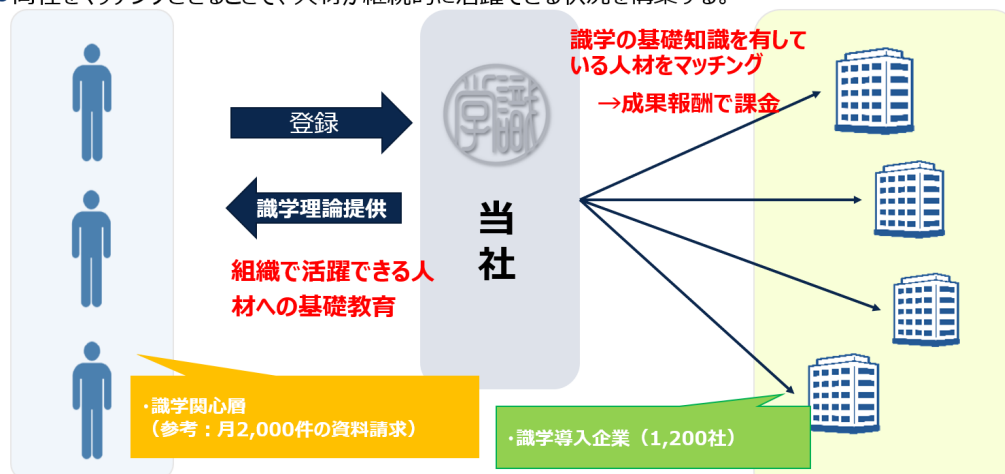 識学の基礎知識を有して
いる人材をマッチング
→成果報酬で課金
登録
識学
識学理論提供
当
社
組織で活躍できる人
材への基礎教育
・識学関心層
（参考：月2,000件の資料請求）
・識学導入企業（1,200社）